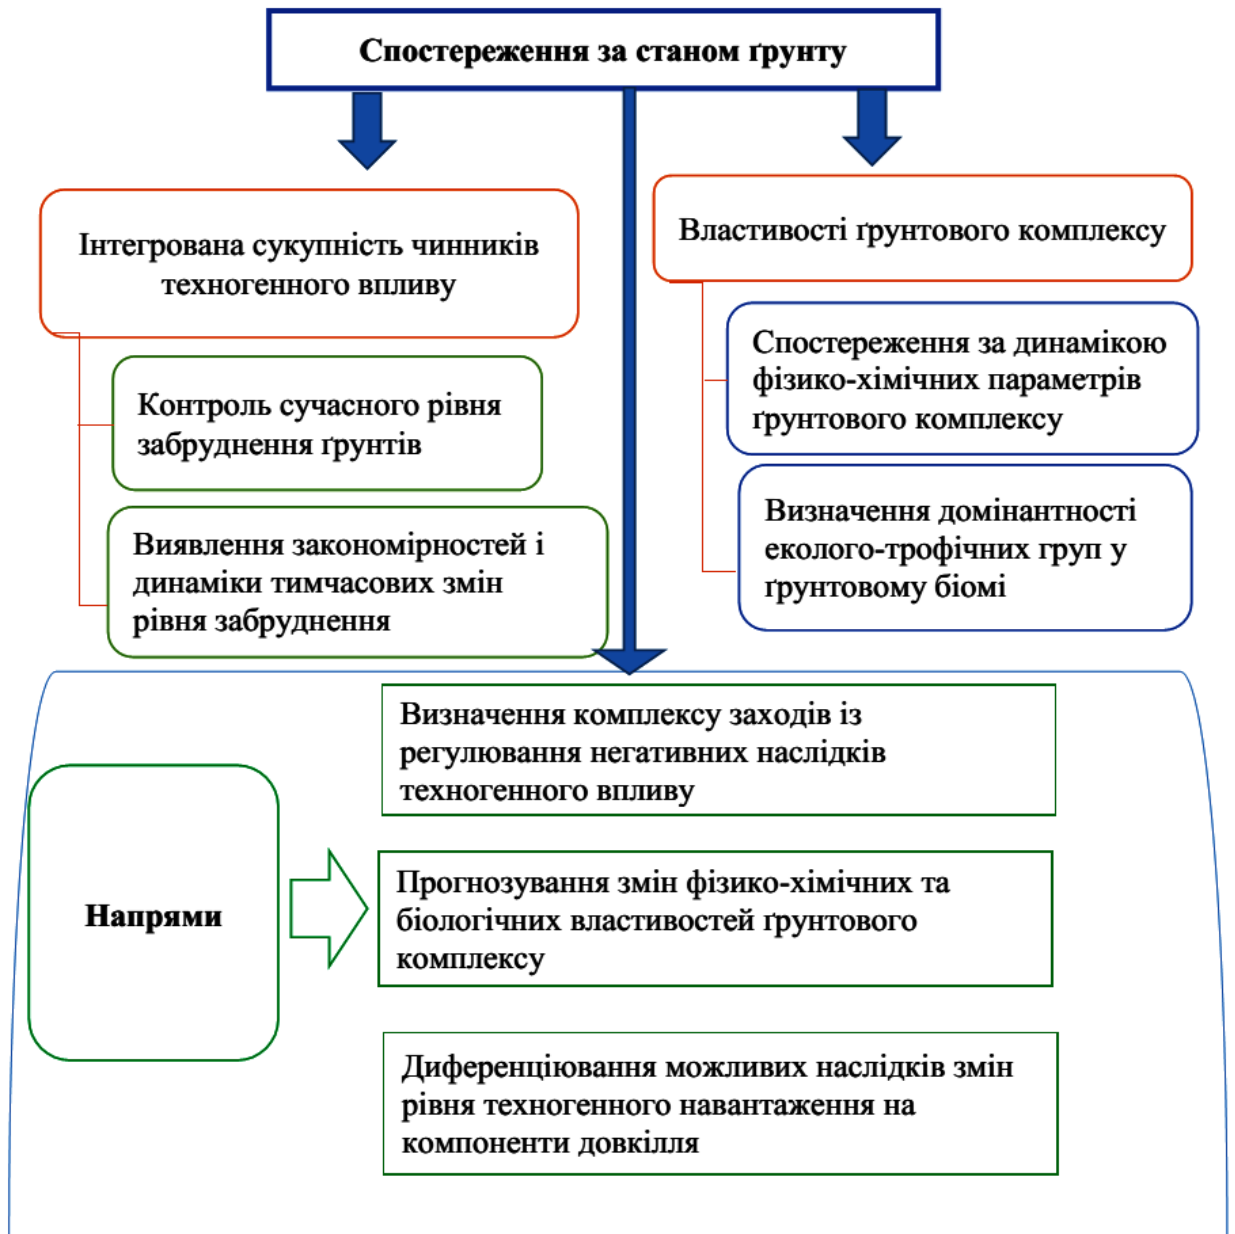 Спостереження за станом ґрунту
Інтегрована сукупність чинників
техногенного впливу
Контроль сучасного рівня
забруднення ґрунтів
Виявлення закономірностей і
динаміки тимчасових змін
рівня забруднення
Властивості ґрунтового комплексу
Спостереження за динамікою
фізико-хімічних параметрів
ґрунтового комплексу
Визначення домінантності
еколого-трофічних груп у
ґрунтовому біомі
Напрями
Визначення комплексу заходів із
регулювання негативних наслідків
техногенного впливу
Прогнозування змін фізико-хімічних та
біологічних властивостей ґрунтового
комплексу
Диференціювання можливих наслідків змін
рівня техногенного навантаження на
компоненти довкілля